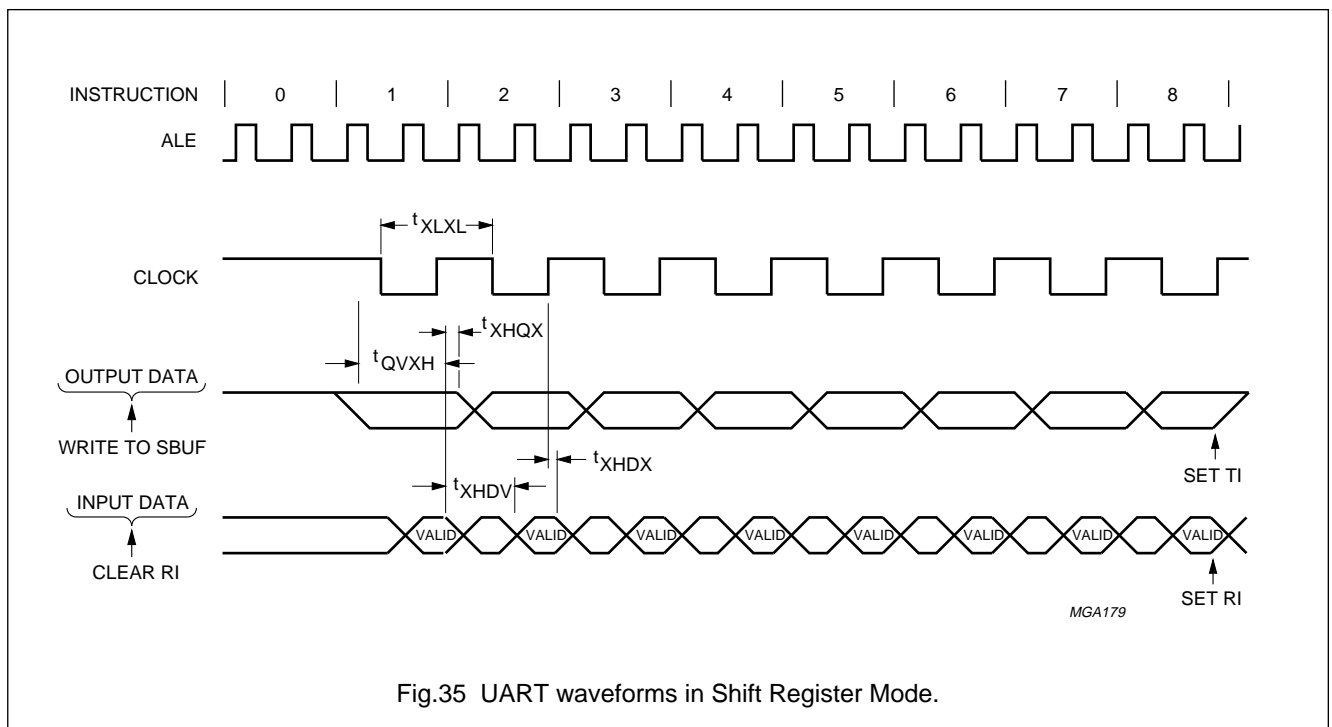 INSTRUCTION | 0 | 1 | 2 | 3 | 4 | 5 | 6 | 7 | 8 |
ALE
tXLXL
CLOCK
tXHQX
tQVXH
OUTPUT DATA
WRITE TO SBUF
SET TI
tXHDX
tXHDV
INPUT DATA
VALID VALID VALID VALID VALID VALID VALID VALID
CLEAR RI
SET RI
MGA179
Fig.35 UART waveforms in Shift Register Mode.